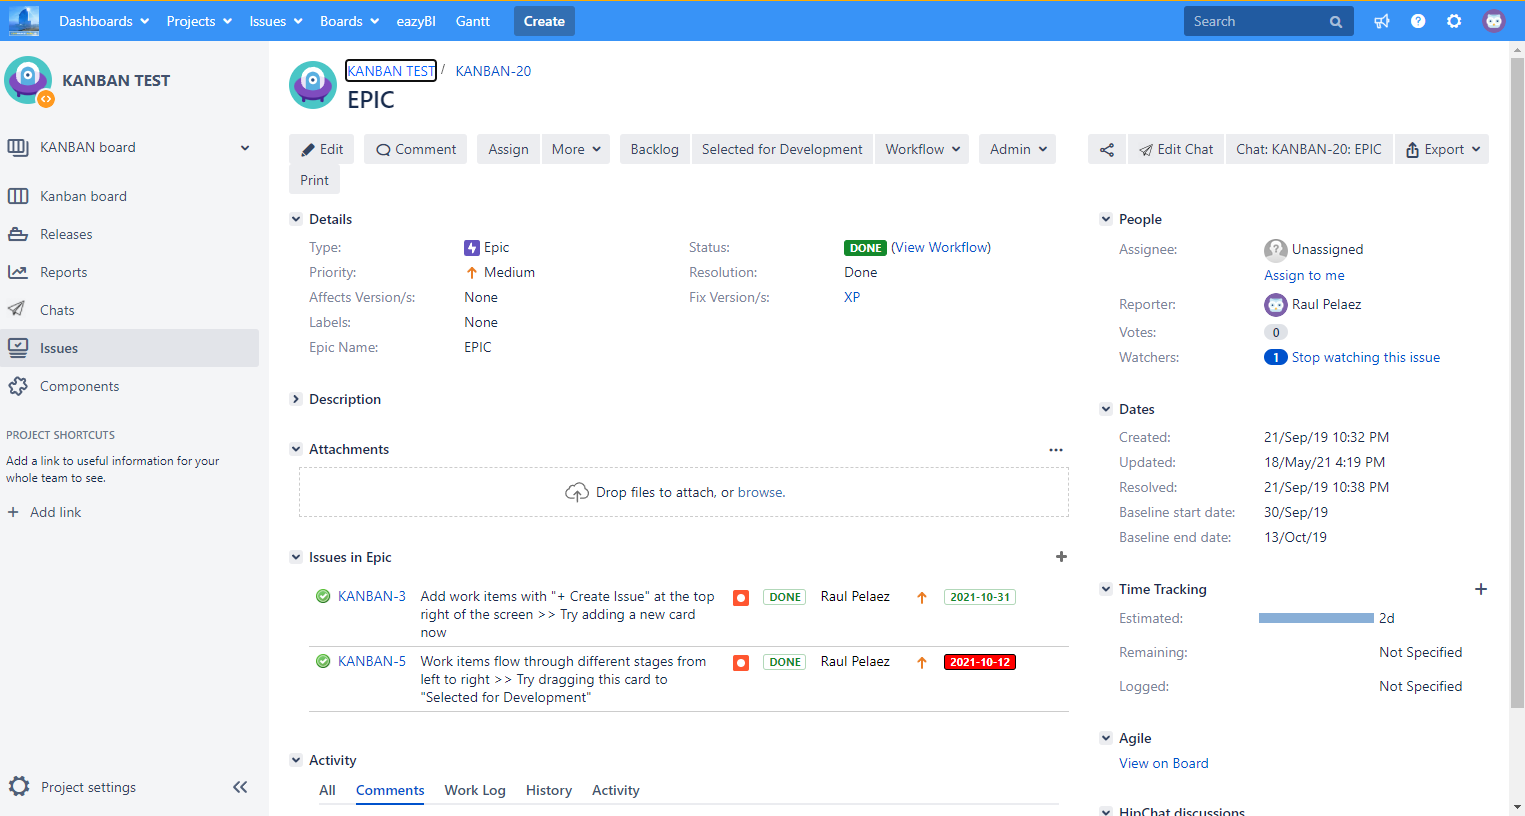 Dashboards Projects Issues Boards eazyBI Gantt Create Search
KANBAN TEST
KANBAN board
Kanban board
Releases
Reports
Chats
Issues
Components
PROJECT SHORTCUTS
Add a link to useful information for your
whole team to see.
+ Add link
Project settings
KANBAN TEST / KANBAN-20
EPIC
Edit Comment Assign More Backlog Selected for Development Workflow Admin Edit Chat Chat: KANBAN-20: EPIC Export
Print
Details
Type: Epic Status: DONE (View Workflow)
Priority: Medium Resolution: Done
Affects Version/s: None Fix Version/s: XP
Labels: None
Epic Name: EPIC
Description
Attachments
Drop files to attach, or browse.
Issues in Epic
KANBAN-3 Add work items with "+ Create Issue" at the top DONE Raul Pelaez 2021-10-31
right of the screen >> Try adding a new card
now
KANBAN-5 Work items flow through different stages from DONE Raul Pelaez 2021-10-12
left to right >> Try dragging this card to
"Selected for Development"
Activity
All Comments Work Log History Activity
People
Assignee: Unassigned
Assign to me
Reporter: Raul Pelaez
Votes: 0
Watchers: 1 Stop watching this issue
Dates
Created: 21/Sep/19 10:32 PM
Updated: 18/May/21 4:19 PM
Resolved: 21/Sep/19 10:38 PM
Baseline start date: 30/Sep/19
Baseline end date: 13/Oct/19
Time Tracking
Estimated: 2d
Remaining: Not Specified
Logged: Not Specified
Agile
View on Board
HipChat discussions